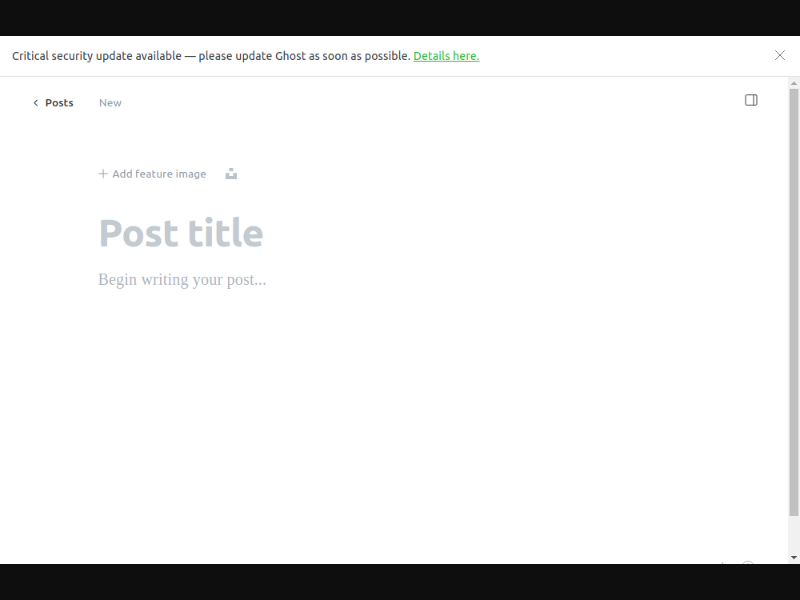 Critical security update available — please update Ghost as soon as possible. Details here.
Posts New
Add feature image
Post title
Begin writing your post...